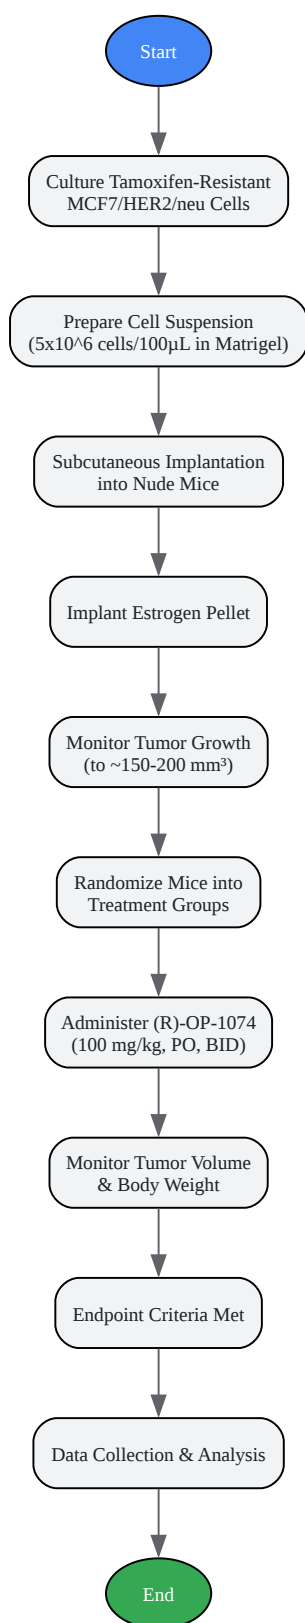 Start
Culture Tamoxifen-Resistant
MCF7/HER2/neu Cells
Prepare Cell Suspension
(5x10^6 cells/100µL in Matrigel)
Subcutaneous Implantation
into Nude Mice
Implant Estrogen Pellet
Monitor Tumor Growth
(to ~150-200 mm³)
Randomize Mice into
Treatment Groups
Administer (R)-OP-1074
(100 mg/kg, PO, BID)
Monitor Tumor Volume
& Body Weight
Endpoint Criteria Met
Data Collection & Analysis
End